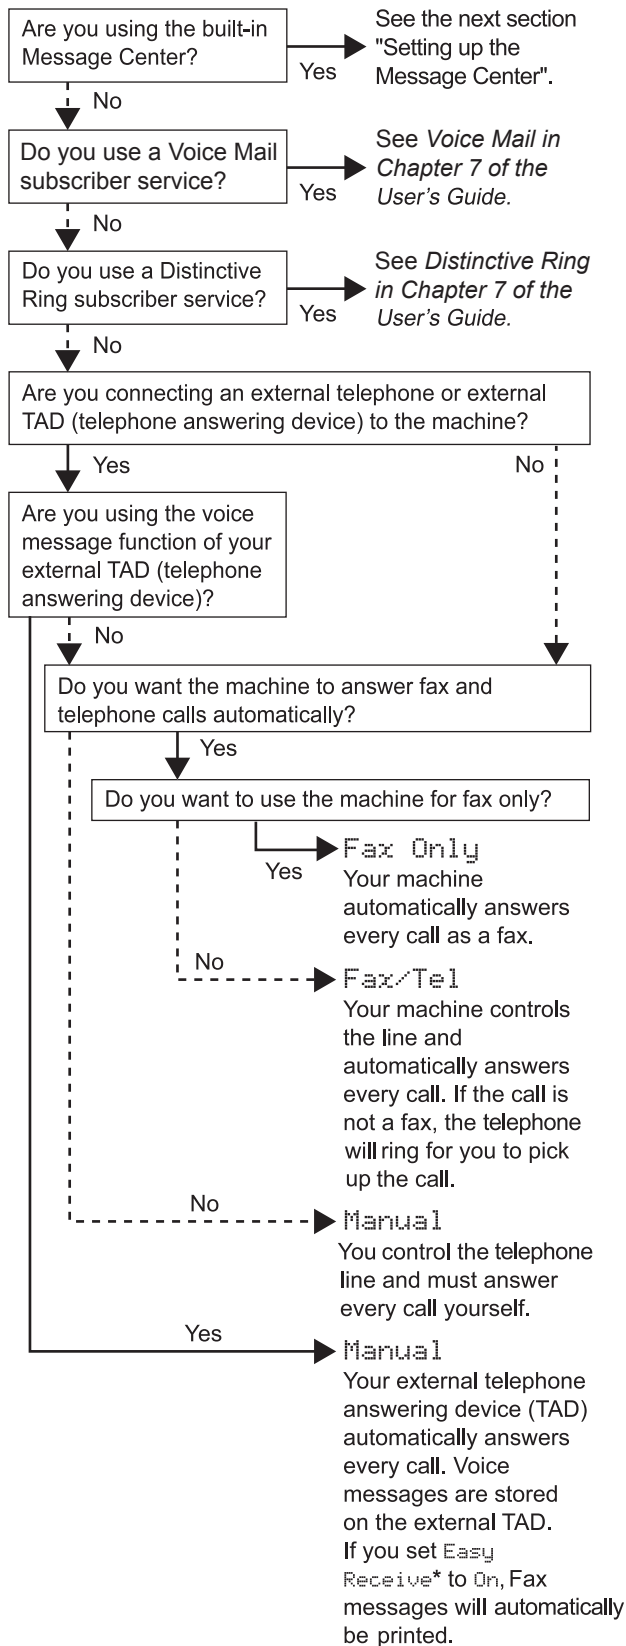 Are you using the built-in
Message Center?
Yes
See the next section
"Setting up the
Message Center".
No
Do you use a Voice Mail
subscriber service?
Yes
See Voice Mail in
Chapter 7 of the
User's Guide.
No
Do you use a Distinctive
Ring subscriber service?
Yes
See Distinctive Ring
in Chapter 7 of the
User's Guide.
No
Are you connecting an external telephone or external
TAD (telephone answering device) to the machine?
Yes
No
Are you using the voice
message function of your
external TAD (telephone
answering device)?
No
Do you want the machine to answer fax and
telephone calls automatically?
Yes
Do you want to use the machine for fax only?
Yes
Fax Only
Your machine
automatically answers
every call as a fax.
No
Fax/Tel
Your machine controls
the line and
automatically answers
every call. If the call is
not a fax, the telephone
will ring for you to pick
up the call.
No
Manual
You control the telephone
line and must answer
every call yourself.
Yes
Manual
Your external telephone
answering device (TAD)
automatically answers
every call. Voice
messages are stored
on the external TAD.
If you set Easy
Receive* to On, Fax
messages will automatically
be printed.